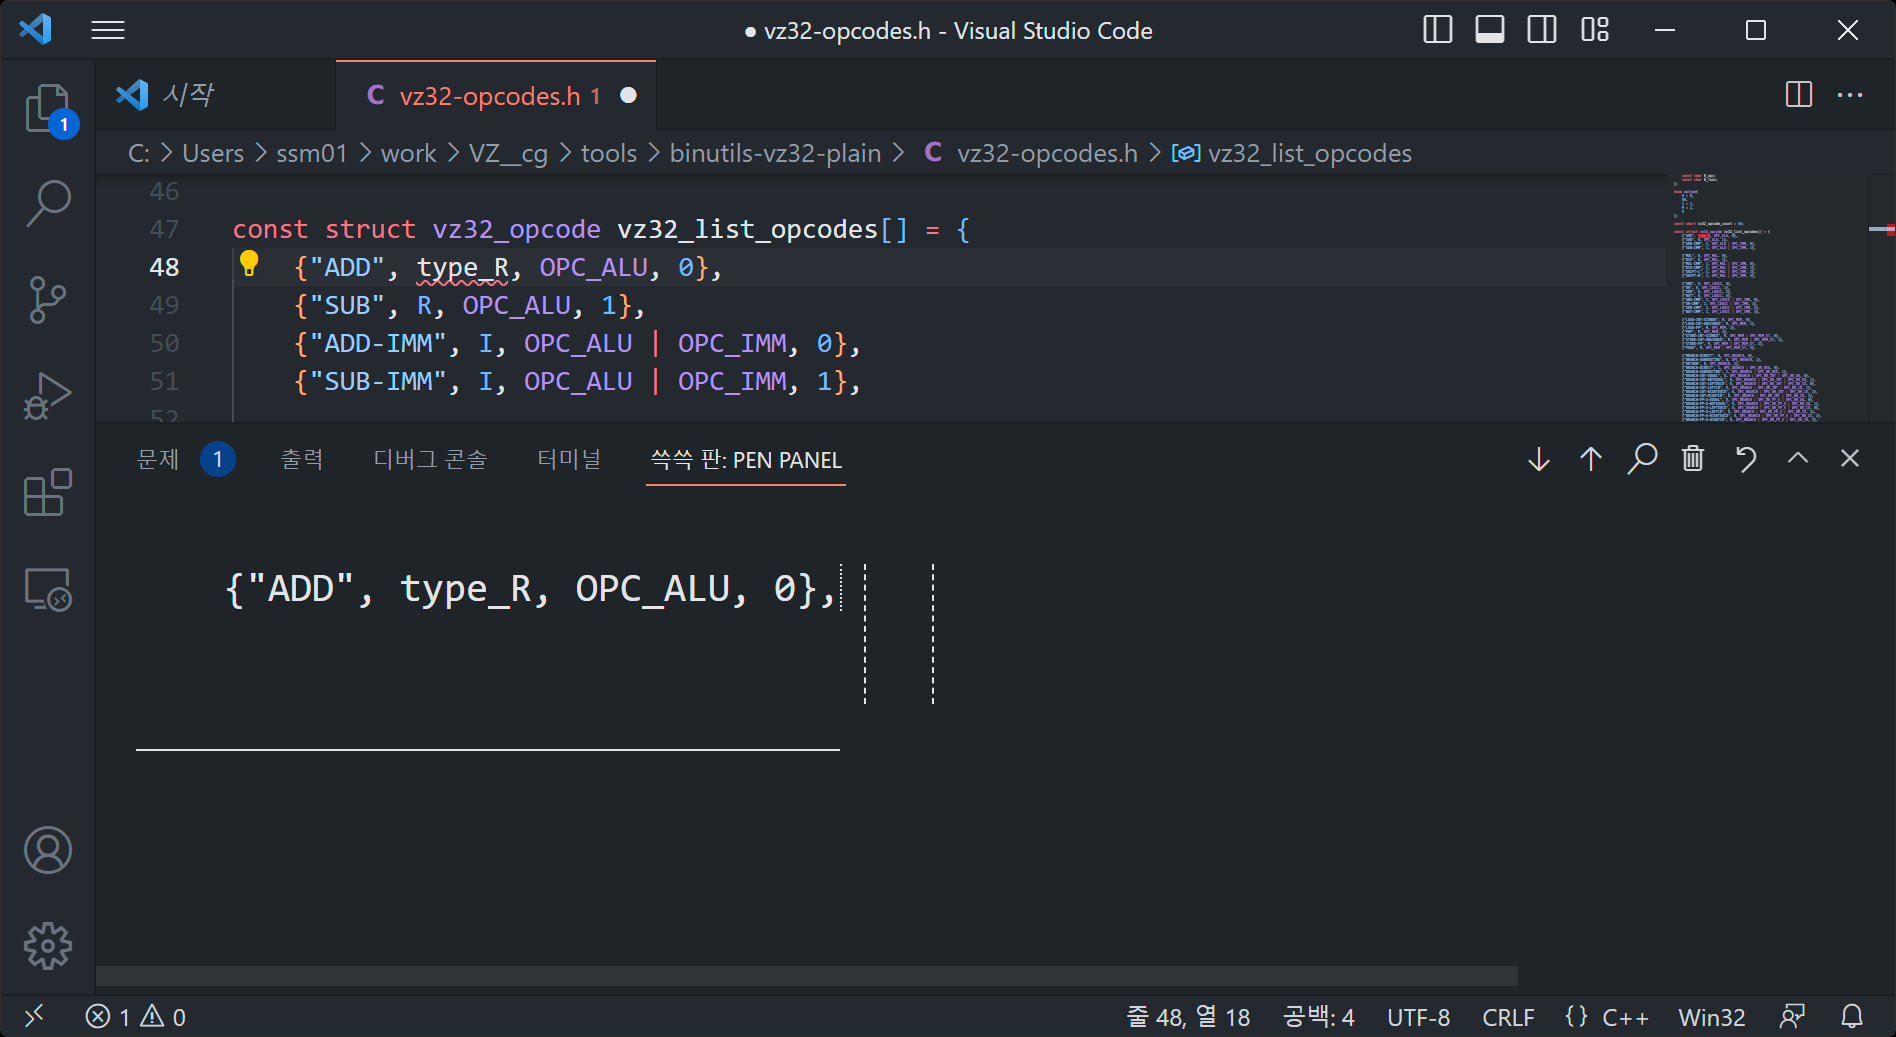 ● vz32-opcodes.h - Visual Studio Code
1
시작
C vz32-opcodes.h 1 ●
C: > Users > ssm01 > work > VZ__cg > tools > binutils-vz32-plain > C vz32-opcodes.h > vz32_list_opcodes
46
47 const struct vz32_opcode vz32_list_opcodes[] = {
48 {"ADD", type_R, OPC_ALU, 0},
49 {"SUB", R, OPC_ALU, 1},
50 {"ADD-IMM", I, OPC_ALU | OPC_IMM, 0},
51 {"SUB-IMM", I, OPC_ALU | OPC_IMM, 1},
52
문제 1 출력 디버그 콘솔 터미널 쓱쓱 판: PEN PANEL
{"ADD", type_R, OPC_ALU, 0},
1 0 줄 48, 열 18 공백: 4 UTF-8 CRLF {} C++ Win32